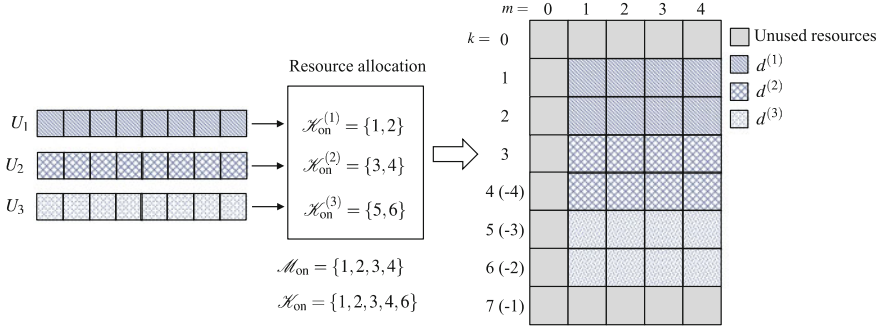 m = 0 1 2 3 4
k = 0
Unused resources
Resource allocation
1
d^(1)
d^(2)
d^(3)
U_1
𝒦_on^(1) = {1,2}
2
U_2
𝒦_on^(2) = {3,4}
3
4 (-4)
U_3
𝒦_on^(3) = {5,6}
5 (-3)
ℳ_on = {1,2,3,4}
6 (-2)
𝒦_on = {1,2,3,4,6}
7 (-1)